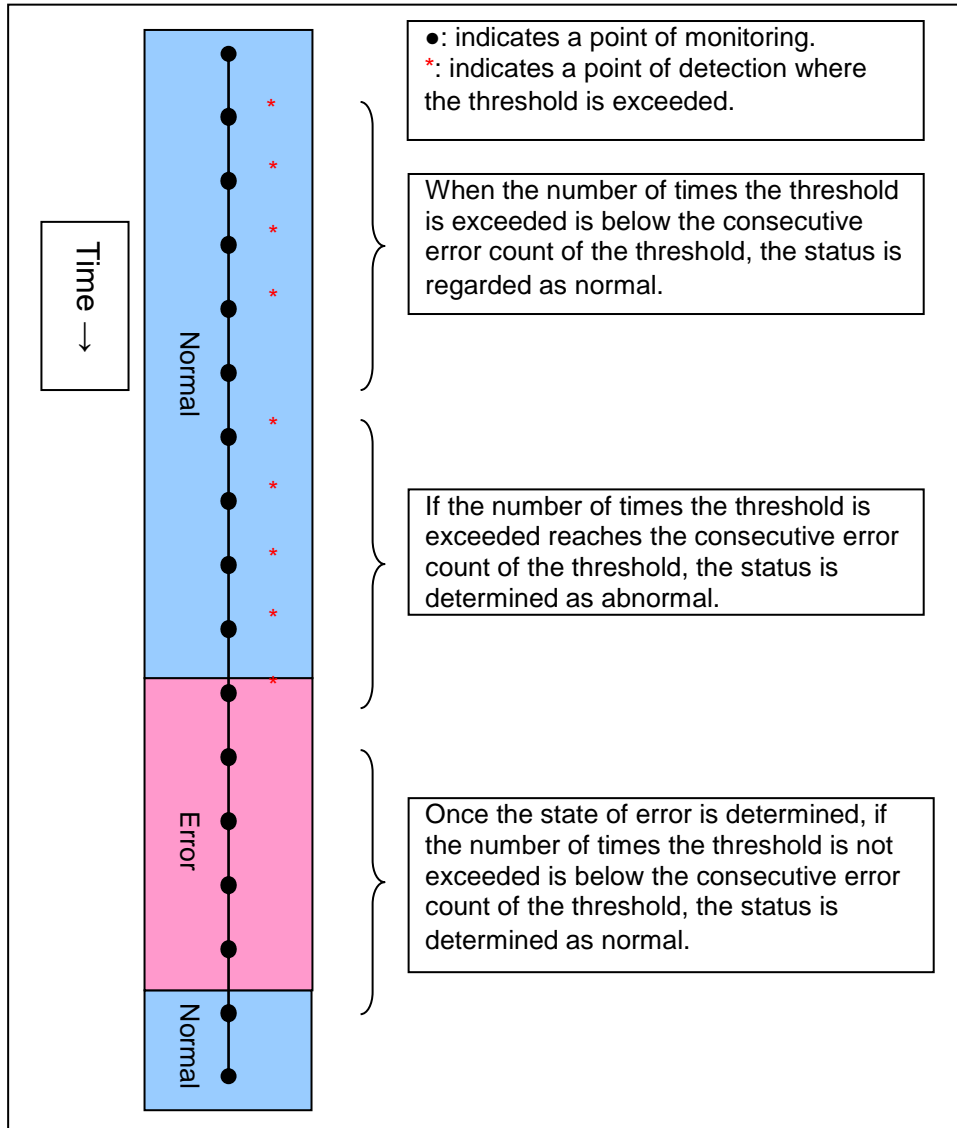 ●: indicates a point of monitoring.
*: indicates a point of detection where
the threshold is exceeded.
*
*
When the number of times the threshold
is exceeded is below the consecutive
error count of the threshold, the status is
regarded as normal.
*
*
Time →
Normal
*
*
If the number of times the threshold is
exceeded reaches the consecutive error
count of the threshold, the status is
determined as abnormal.
*
*
*
Error
Once the state of error is determined, if
the number of times the threshold is not
exceeded is below the consecutive error
count of the threshold, the status is
determined as normal.
Normal